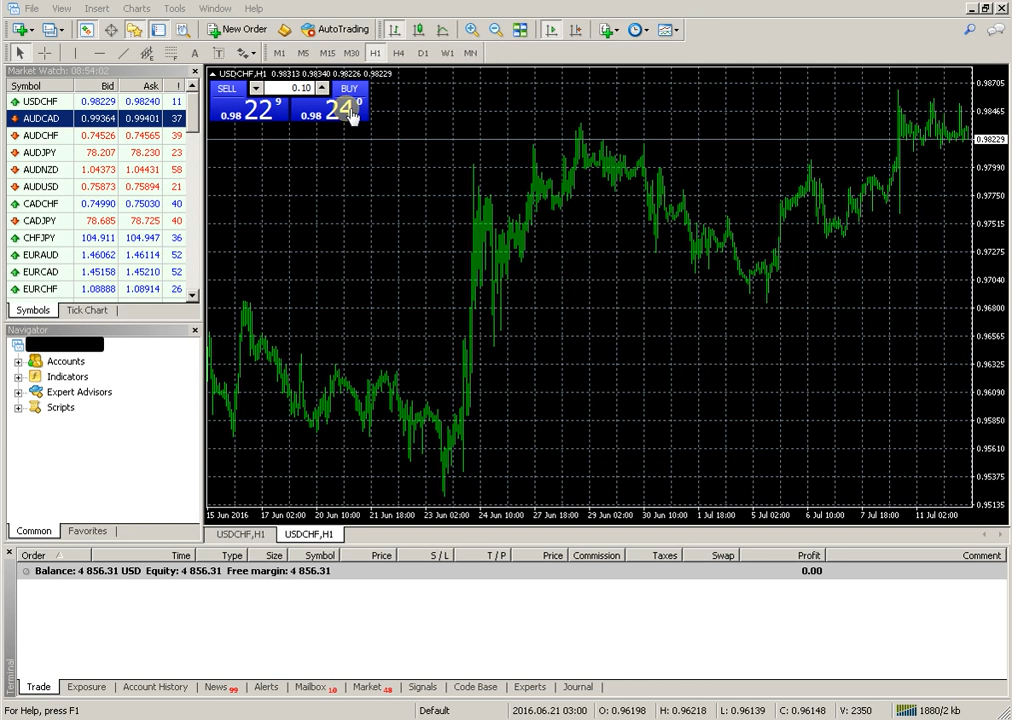 File View Insert Charts Tools Window Help
New Order AutoTrading
A T M1 M5 M15 M30 H1 H4 D1 W1 MN
Market Watch: 08:54:02
Symbol Bid Ask !
USDCHF 0.98229 0.98240 11
AUDCAD 0.99364 0.99401 37
AUDCHF 0.74526 0.74565 39
AUDJPY 78.207 78.230 23
AUDNZD 1.04373 1.04431 58
AUDUSD 0.75873 0.75894 21
CADCHF 0.74990 0.75030 40
CADJPY 78.685 78.725 40
CHFJPY 104.911 104.947 36
EURAUD 1.46062 1.46114 52
EURCAD 1.45158 1.45210 52
EURCHF 1.08888 1.08914 26
Symbols Tick Chart
Navigator
Accounts
Indicators
Expert Advisors
Scripts
Common Favorites
USDCHF,H1 0.98313 0.98340 0.98226 0.98229
SELL 0.10 BUY
0.98 22 9 0.98 24 0
0.98705
0.98465
0.98229
0.97990
0.97750
0.97515
0.97275
0.97040
0.96800
0.96565
0.96325
0.96090
0.95850
0.95610
0.95375
0.95135
15 Jun 2016 17 Jun 02:00 20 Jun 10:00 21 Jun 18:00 23 Jun 02:00 24 Jun 10:00 27 Jun 18:00 29 Jun 02:00 30 Jun 10:00 1 Jul 18:00 5 Jul 02:00 6 Jul 10:00 7 Jul 18:00 11 Jul 02:00
USDCHF,H1 USDCHF,H1
Order Time Type Size Symbol Price S / L T / P Price Commission Taxes Swap Profit Comment
Balance: 4 856.31 USD Equity: 4 856.31 Free margin: 4 856.31 0.00
Terminal
Trade Exposure Account History News 99 Alerts Mailbox 10 Market 48 Signals Code Base Experts Journal
For Help, press F1 Default 2016.06.21 03:00 O: 0.96198 H: 0.96218 L: 0.96139 C: 0.96148 V: 2350 1880/2 kb